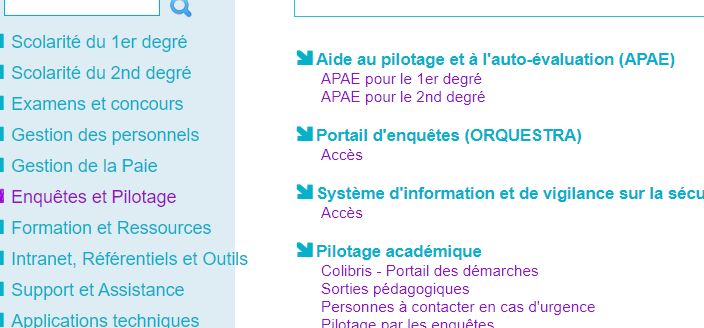 Scolarité du 1er degré
Scolarité du 2nd degré
Examens et concours
Gestion des personnels
Gestion de la Paie
Enquêtes et Pilotage
Formation et Ressources
Intranet, Référentiels et Outils
Support et Assistance
Applications techniques
Aide au pilotage et à l'auto-évaluation (APAE)
APAE pour le 1er degré
APAE pour le 2nd degré
Portail d'enquêtes (ORQUESTRA)
Accès
Système d'information et de vigilance sur la sécu
Accès
Pilotage académique
Colibris - Portail des démarches
Sorties pédagogiques
Personnes à contacter en cas d'urgence
Pilotage par les enquêtes